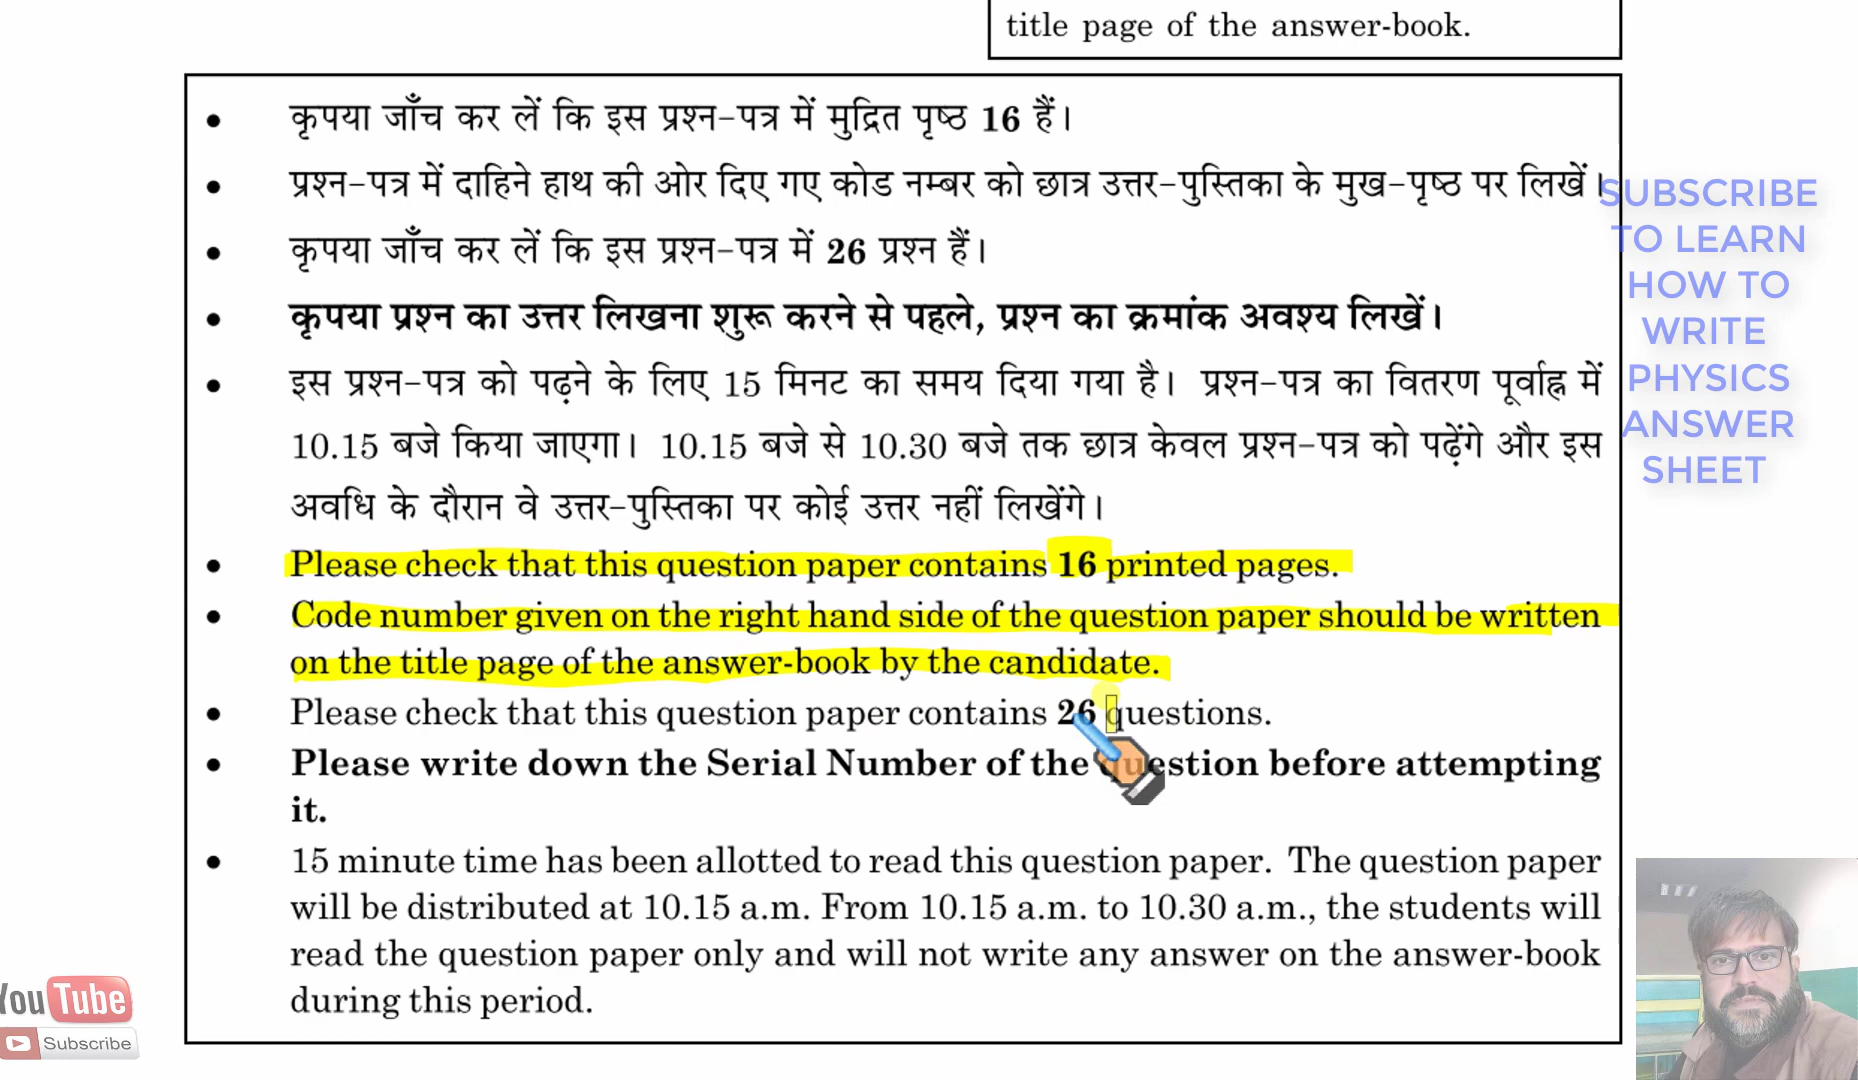 title page of the answer-book.
• कृपया जाँच कर लें कि इस प्रश्न-पत्र में मुद्रित पृष्ठ 16 हैं।
• प्रश्न-पत्र में दाहिने हाथ की ओर दिए गए कोड नम्बर को छात्र उत्तर-पुस्तिका के मुख-पृष्ठ पर लिखें।
• कृपया जाँच कर लें कि इस प्रश्न-पत्र में 26 प्रश्न हैं।
• कृपया प्रश्न का उत्तर लिखना शुरू करने से पहले, प्रश्न का क्रमांक अवश्य लिखें।
• इस प्रश्न-पत्र को पढ़ने के लिए 15 मिनट का समय दिया गया है। प्रश्न-पत्र का वितरण पूर्वाह्न में
10.15 बजे किया जाएगा। 10.15 बजे से 10.30 बजे तक छात्र केवल प्रश्न-पत्र को पढ़ेंगे और इस
अवधि के दौरान वे उत्तर-पुस्तिका पर कोई उत्तर नहीं लिखेंगे।
• Please check that this question paper contains 16 printed pages.
• Code number given on the right hand side of the question paper should be written
on the title page of the answer-book by the candidate.
• Please check that this question paper contains 26 questions.
• Please write down the Serial Number of the question before attempting
it.
• 15 minute time has been allotted to read this question paper. The question paper
will be distributed at 10.15 a.m. From 10.15 a.m. to 10.30 a.m., the students will
read the question paper only and will not write any answer on the answer-book
during this period.
SUBSCRIBE
TO LEARN
HOW TO
WRITE
PHYSICS
ANSWER
SHEET
YouTube
Subscribe